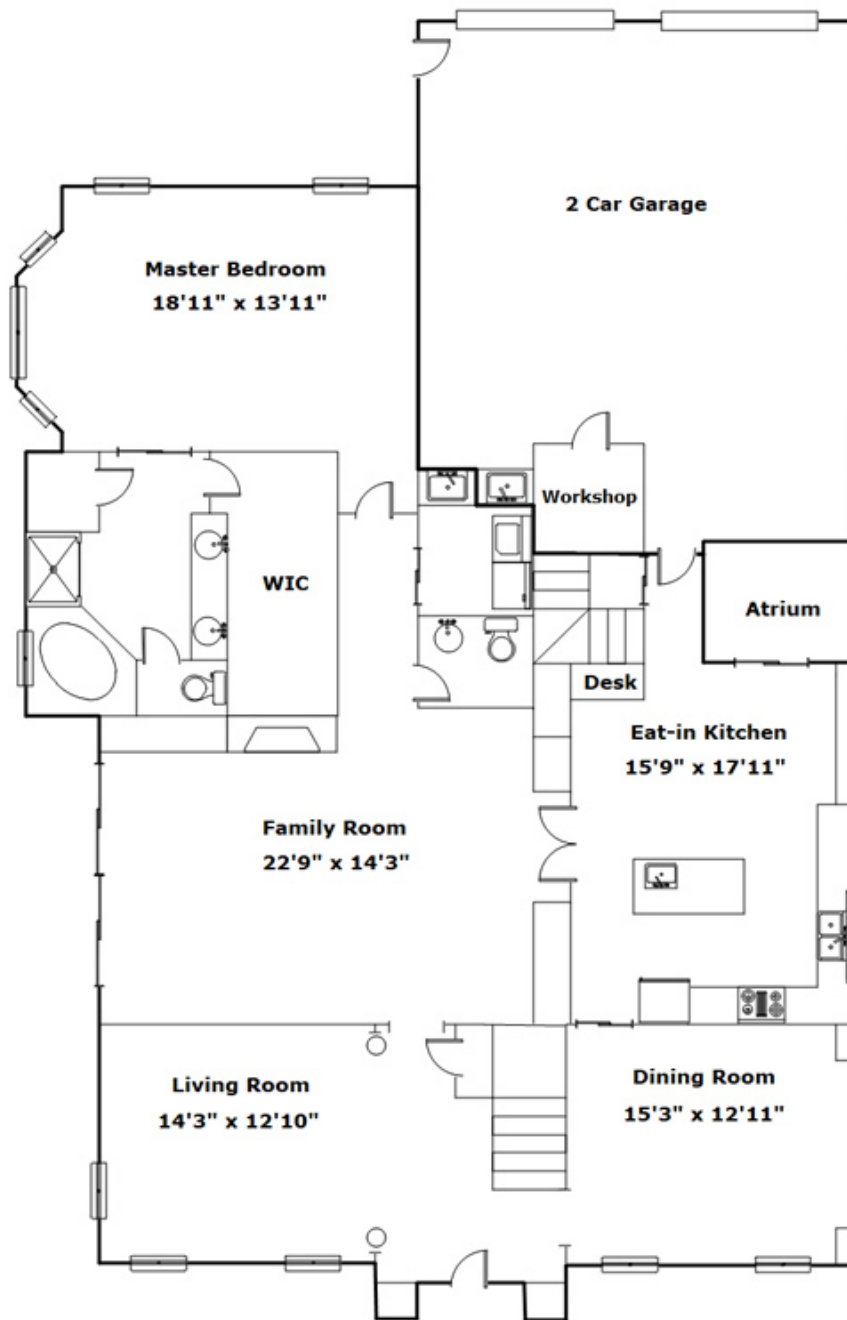 2 Car Garage
Master Bedroom
18'11" x 13'11"
Workshop
WIC
Atrium
Desk
Eat-in Kitchen
15'9" x 17'11"
Family Room
22'9" x 14'3"
Living Room
14'3" x 12'10"
Dining Room
15'3" x 12'11"